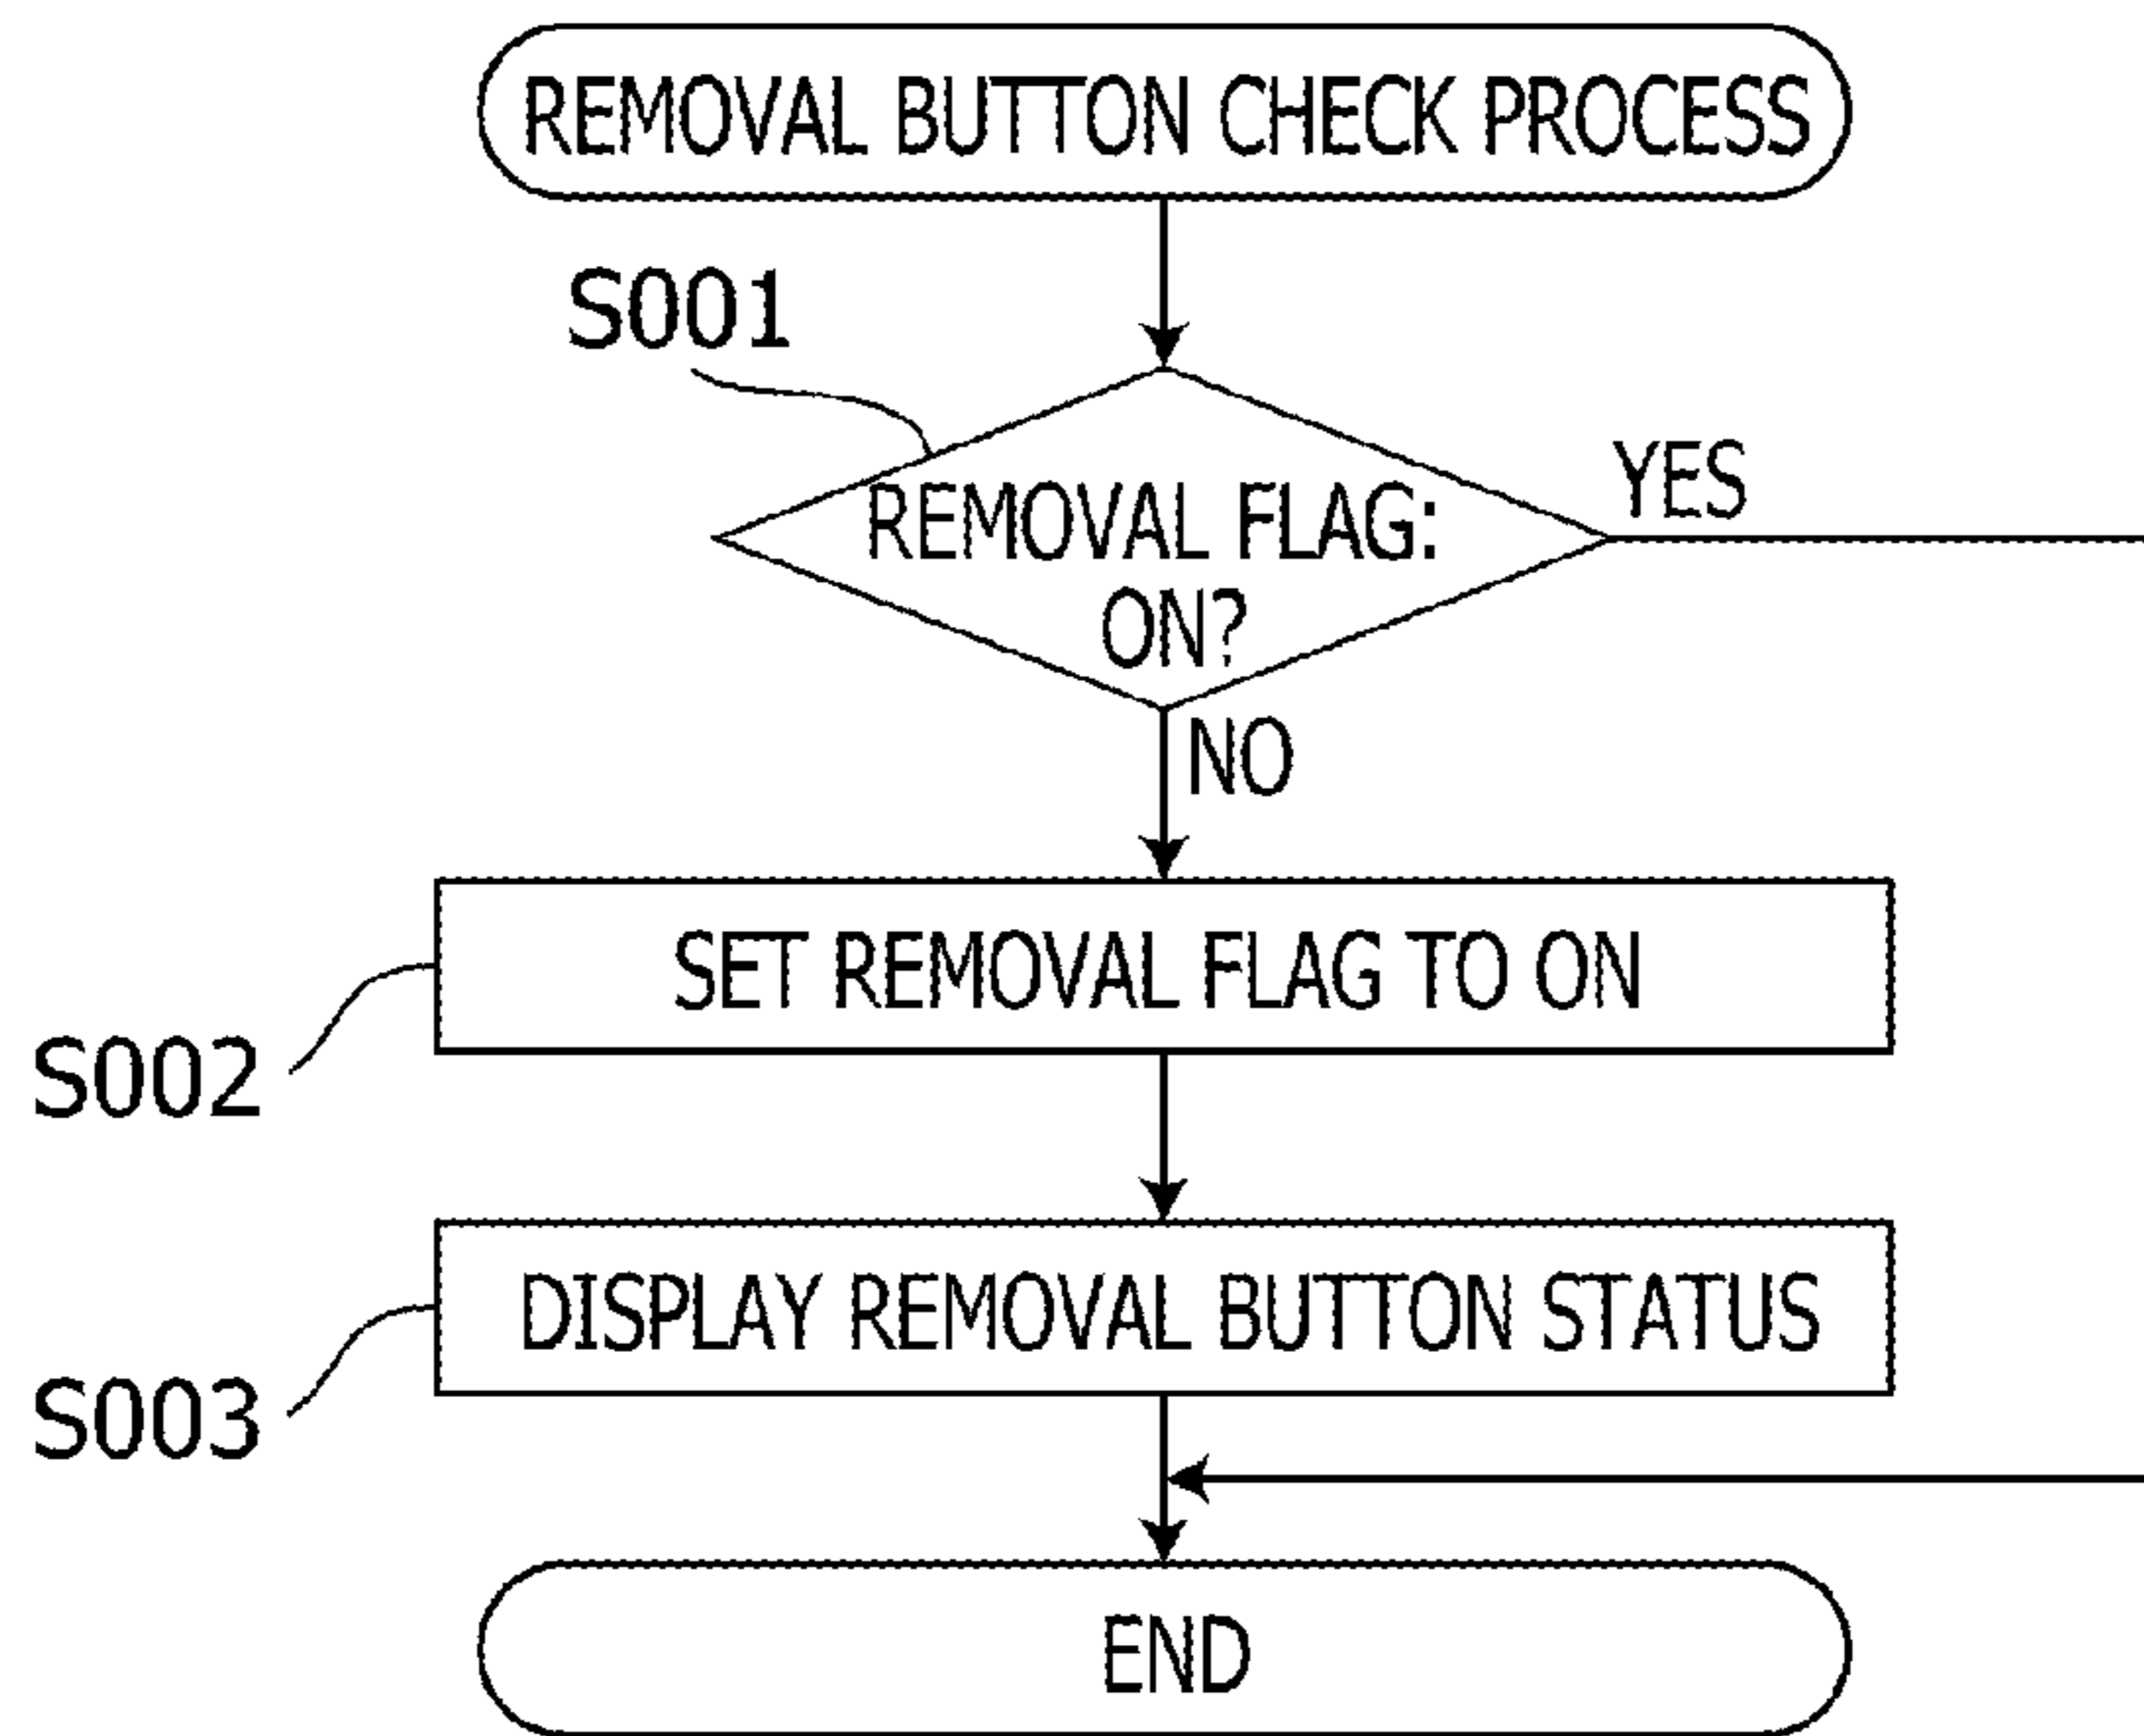 REMOVAL BUTTON CHECK PROCESS
S001
REMOVAL FLAG:
ON?
YES
NO
SET REMOVAL FLAG TO ON
S002
DISPLAY REMOVAL BUTTON STATUS
S003
END